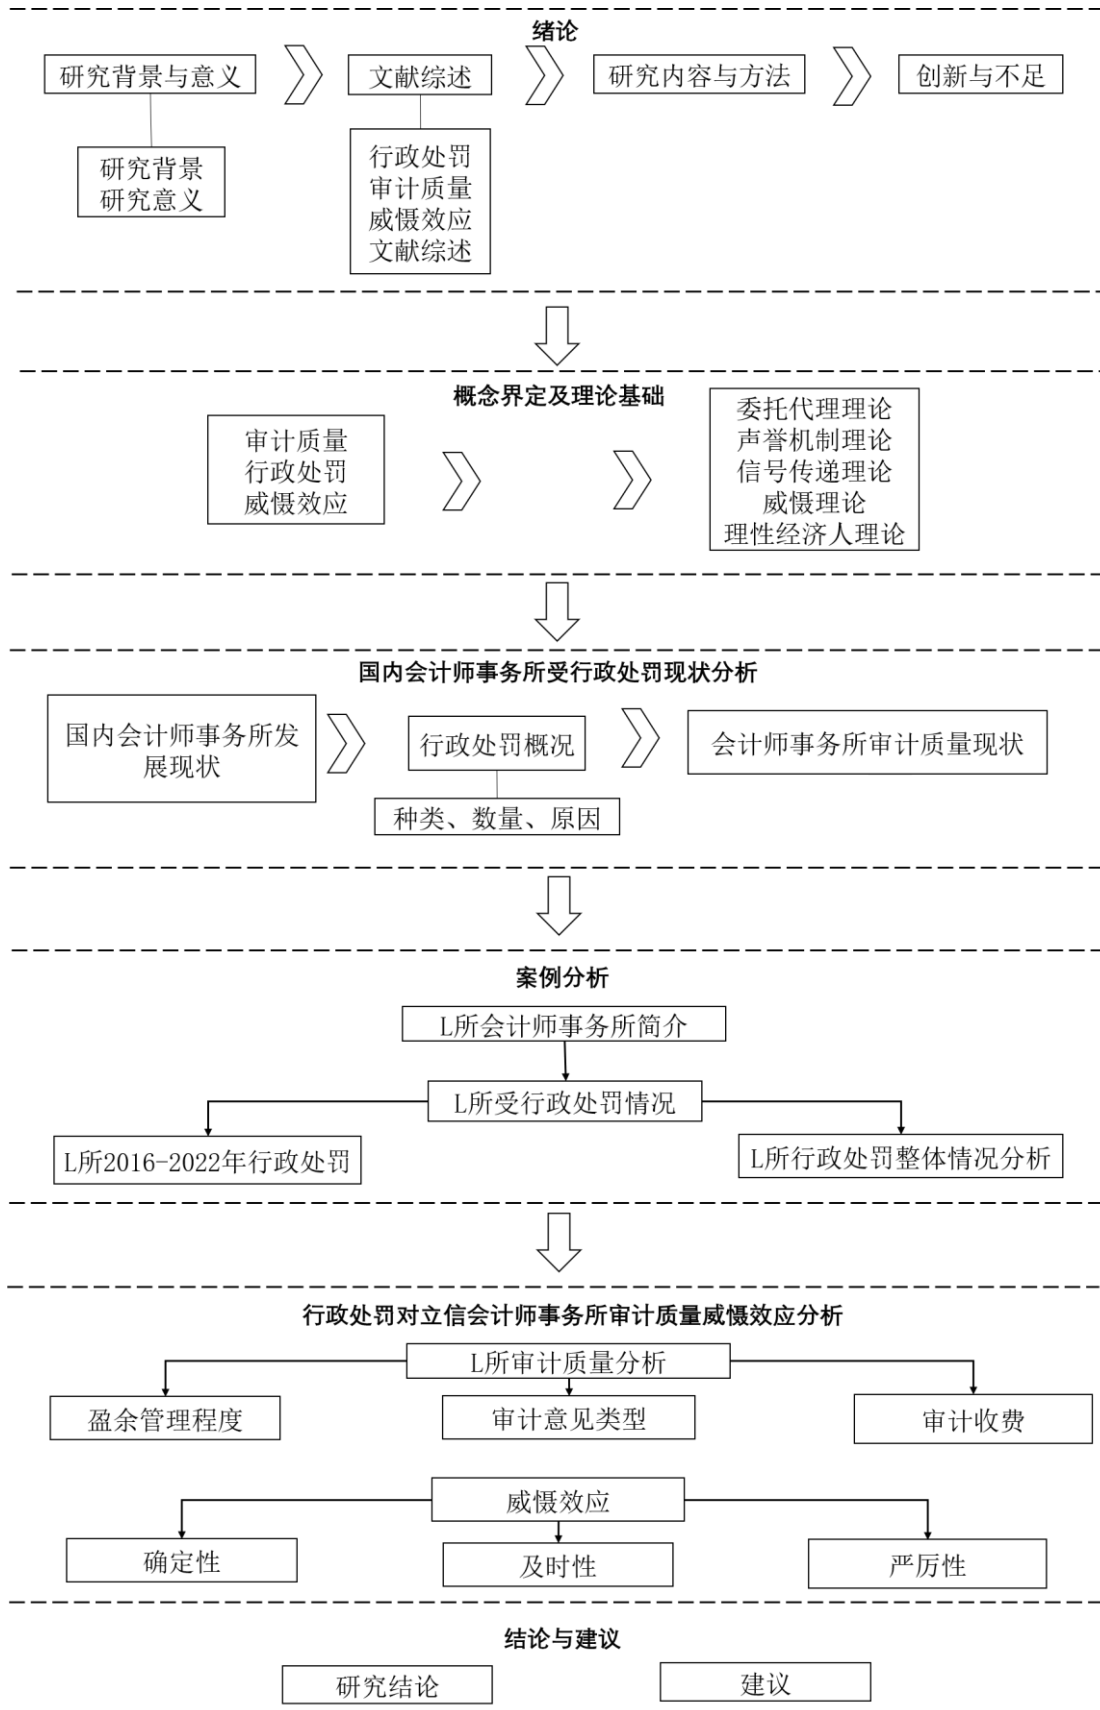 绪论
研究背景与意义
文献综述
研究内容与方法
创新与不足
研究背景
研究意义
行政处罚
审计质量
威慑效应
文献综述
概念界定及理论基础
审计质量
行政处罚
威慑效应
委托代理理论
声誉机制理论
信号传递理论
威慑理论
理性经济人理论
国内会计师事务所受行政处罚现状分析
国内会计师事务所发
展现状
行政处罚概况
会计师事务所审计质量现状
种类、数量、原因
案例分析
L所会计师事务所简介
L所受行政处罚情况
L所2016-2022年行政处罚
L所行政处罚整体情况分析
行政处罚对立信会计师事务所审计质量威慑效应分析
L所审计质量分析
盈余管理程度
审计意见类型
审计收费
威慑效应
确定性
及时性
严厉性
结论与建议
研究结论
建议